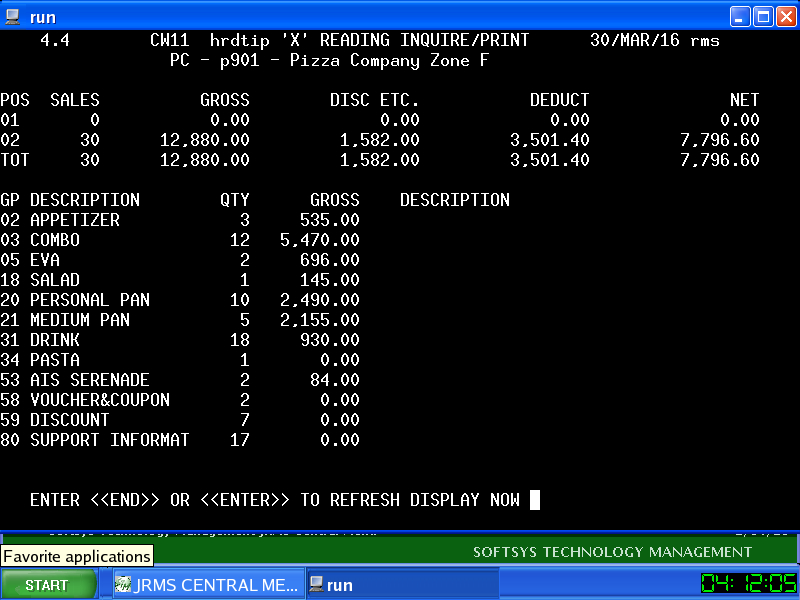 run
4.4 CW11 hrdtip 'X' READING INQUIRE/PRINT 30/MAR/16 rms
PC - p901 - Pizza Company Zone F
POS SALES GROSS DISC ETC. DEDUCT NET
01 0 0.00 0.00 0.00 0.00
02 30 12,880.00 1,582.00 3,501.40 7,796.60
TOT 30 12,880.00 1,582.00 3,501.40 7,796.60
GP DESCRIPTION QTY GROSS DESCRIPTION
02 APPETIZER 3 535.00
03 COMBO 12 5,470.00
05 EVA 2 696.00
18 SALAD 1 145.00
20 PERSONAL PAN 10 2,490.00
21 MEDIUM PAN 5 2,155.00
31 DRINK 18 930.00
34 PASTA 1 0.00
53 AIS SERENADE 2 84.00
58 VOUCHER&COUPON 2 0.00
59 DISCOUNT 7 0.00
80 SUPPORT INFORMAT 17 0.00
ENTER <<END>> OR <<ENTER>> TO REFRESH DISPLAY NOW
Favorite applications
SOFTSYS TECHNOLOGY MANAGEMENT
START JRMS CENTRAL ME... run 04:12:05